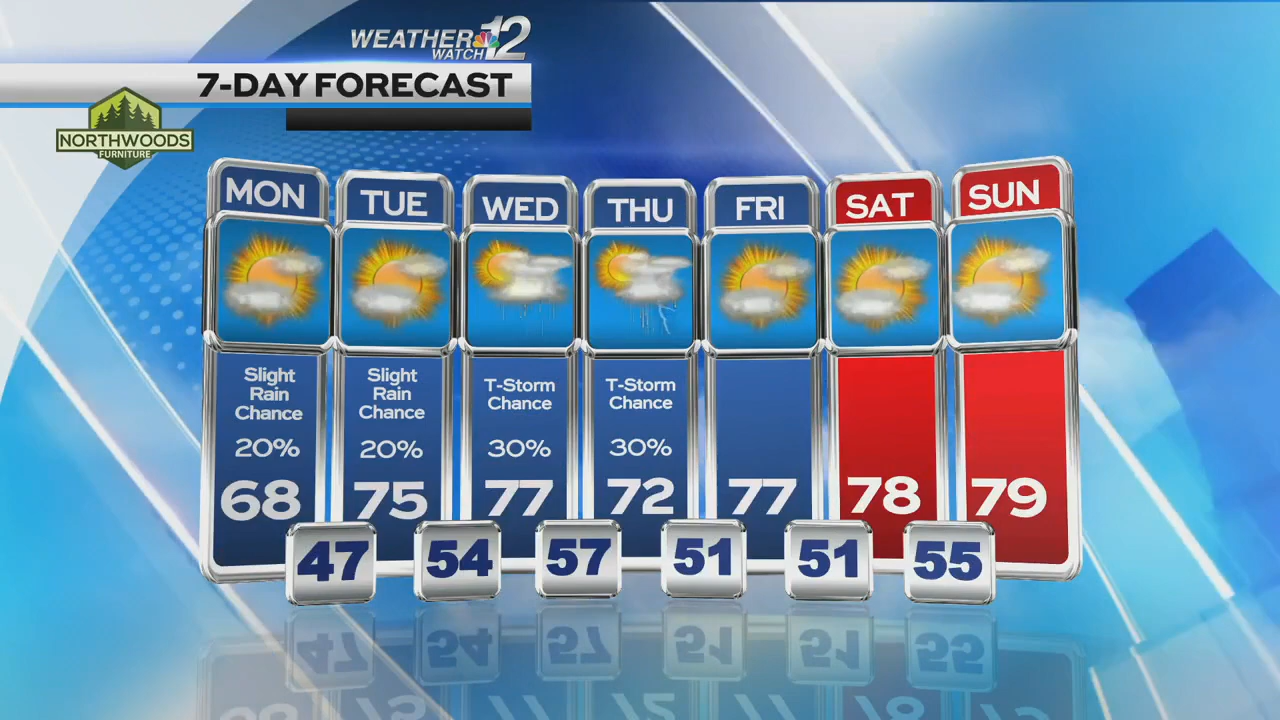 WEATHER 12
WATCH
7-DAY FORECAST
NORTHWOODS
FURNITURE
MON TUE WED THU FRI SAT SUN
Slight
Rain
Chance
20%
68
Slight
Rain
Chance
20%
75
T-Storm
Chance
30%
77
T-Storm
Chance
30%
72
77
78
79
47 54 57 51 51 55